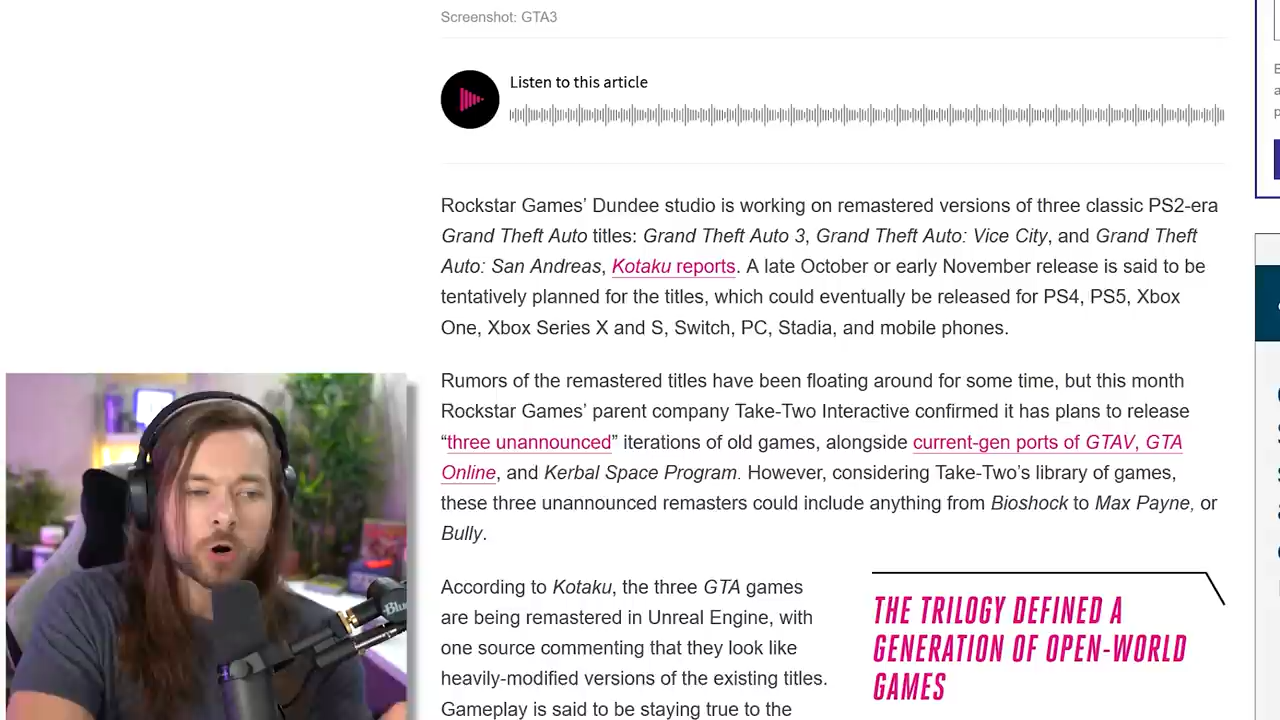 Screenshot: GTA3
Listen to this article
Rockstar Games’ Dundee studio is working on remastered versions of three classic PS2-era
Grand Theft Auto titles: Grand Theft Auto 3, Grand Theft Auto: Vice City, and Grand Theft
Auto: San Andreas, Kotaku reports. A late October or early November release is said to be
tentatively planned for the titles, which could eventually be released for PS4, PS5, Xbox
One, Xbox Series X and S, Switch, PC, Stadia, and mobile phones.
Rumors of the remastered titles have been floating around for some time, but this month
Rockstar Games’ parent company Take-Two Interactive confirmed it has plans to release
“three unannounced” iterations of old games, alongside current-gen ports of GTAV, GTA
Online, and Kerbal Space Program. However, considering Take-Two’s library of games,
these three unannounced remasters could include anything from Bioshock to Max Payne, or
Bully.
According to Kotaku, the three GTA games
are being remastered in Unreal Engine, with
one source commenting that they look like
heavily-modified versions of the existing titles.
Gameplay is said to be staying true to the
THE TRILOGY DEFINED A
GENERATION OF OPEN-WORLD
GAMES
Blue